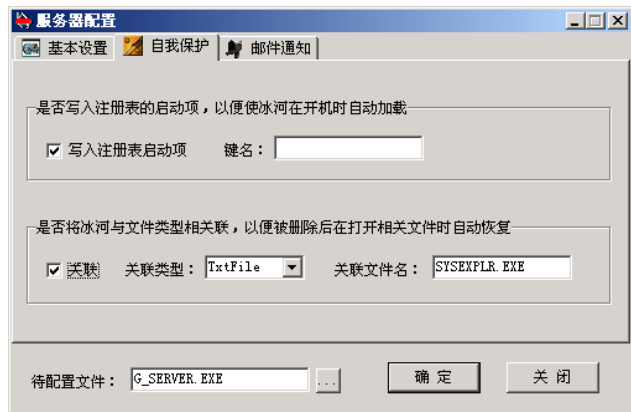 服务器配置
基本设置 自我保护 邮件通知
是否写入注册表的启动项，以便使冰河在开机时自动加载
写入注册表启动项 键名：
是否将冰河与文件类型相关联，以便被删除后在打开相关文件时自动恢复
关联 关联类型： TxtFile 关联文件名： SYSEXPLR.EXE
待配置文件： G_SERVER.EXE ... 确定 关闭